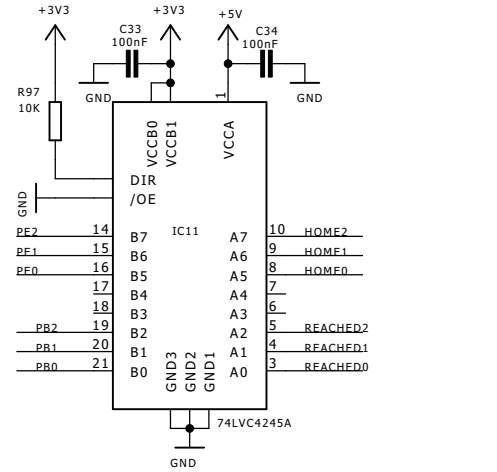 +3V3 +3V3 +5V
C33
100nF
C34
100nF
R97
10K
GND
GND
1
VCCB0
VCCB1
VCCA
DIR
/OE
GND
IC11
PE2 14 B7 A7 10 HOME2
PE1 15 B6 A6 9 HOME1
PE0 16 B5 A5 8 HOME0
17 B4 A4 7
18 B3 A3 6
PB2 19 B2 A2 5 REACHED2
PB1 20 B1 A1 4 REACHED1
PB0 21 B0 A0 3 REACHED0
GND3
GND2
GND1
74LVC4245A
GND